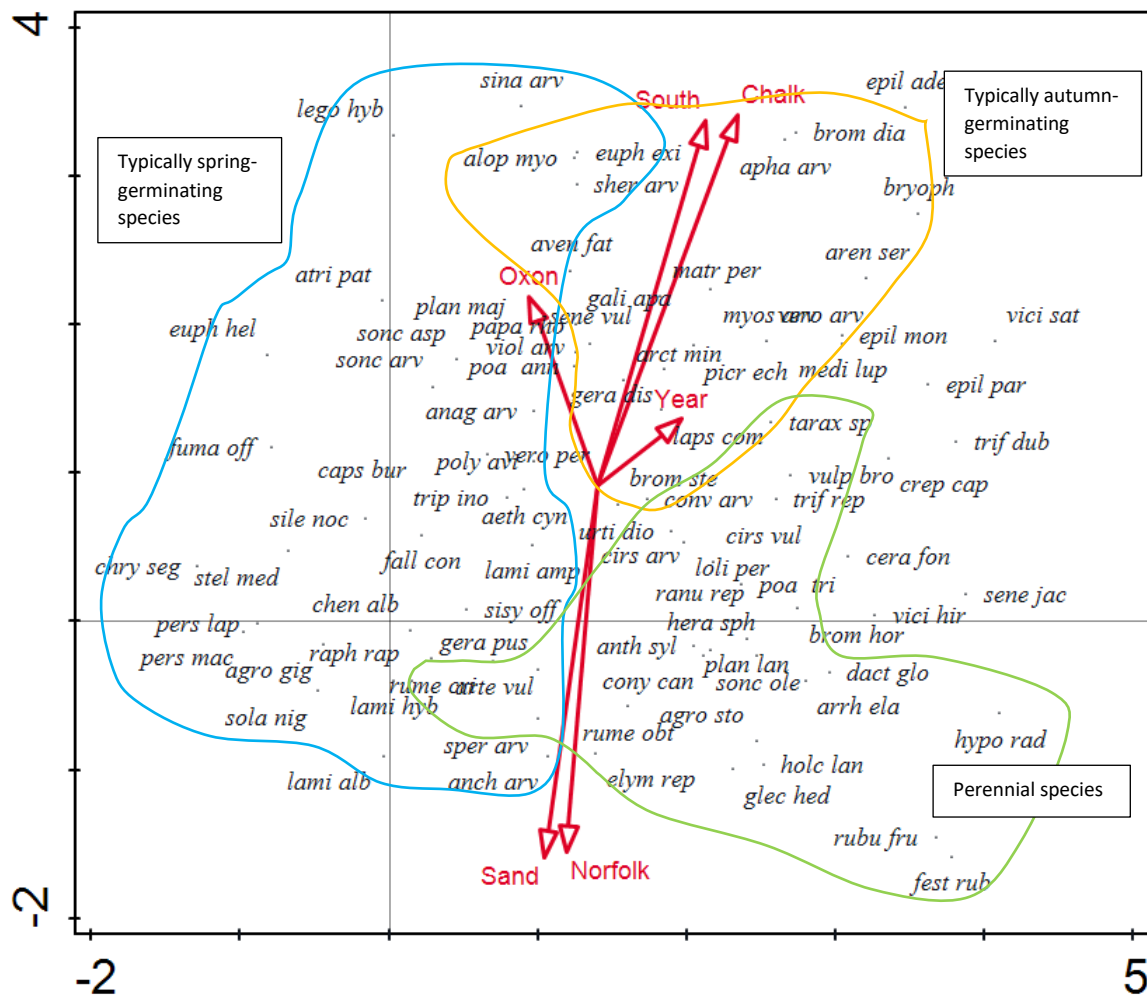 4
sina arv
epil ade
South
Chalk
Typically autumn-
germinating
species
lego hyb
brom dia
Typically spring-
germinating
species
alop myo
euph exi
apha arv
sher arv
bryoph
aven fat
aren ser
atri pat
Oxon
matr per
plan maj
gali apa
euph hel
sonc asp
papa rho
sene vul
myos arv
vero arv
vici sat
sonc arv
viol arv
arct min
epil mon
poa ann
picr ech
medi lup
gera dis
Year
epil par
anag arv
laps com
tarax sp
trif dub
fuma off
caps bur
poly avi
vero per
brom ste
vulp bro
crep cap
trip ino
conv arv
trif rep
sile noc
aeth cyn
urti dio
cirs vul
chry seg
stel med
fall con
lami amp
cirs arv
loli per
poa tri
cera fon
chen alb
sisy off
ranu rep
sene jac
pers lap
hera sph
vici hir
pers mac
raph rap
gera pus
anth syl
brom hor
agro gig
plan lan
dact glo
rume cri
arte vul
cony can
sonc ole
sola nig
lami hyb
agro sto
arrh ela
sper arv
rume obt
hypo rad
lami alb
anch arv
elym rep
holc lan
glec hed
Perennial species
Sand
Norfolk
rubu fru
fest rub
-2
-2
5